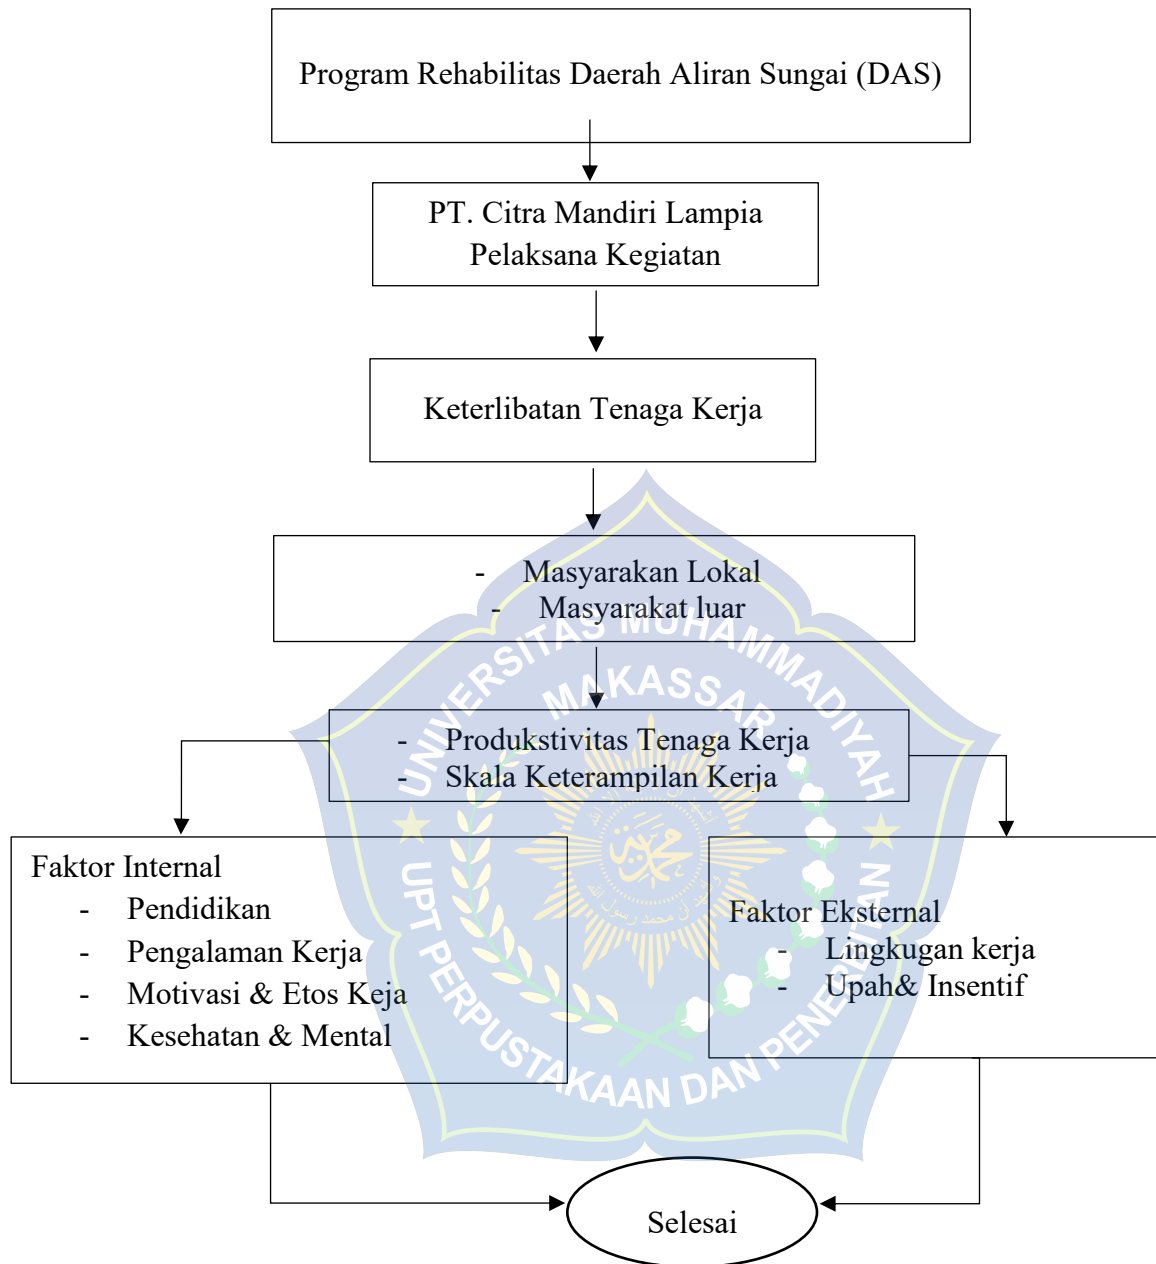 Program Rehabilitas Daerah Aliran Sungai (DAS)
PT. Citra Mandiri Lampia
Pelaksana Kegiatan
Keterlibatan Tenaga Kerja
- Masyarakan Lokal
- Masyarakat luar
UNIVERSITAS MUHAMMADIYAH
MAKASSAR
- Produkstivitas Tenaga Kerja
- Skala Keterampilan Kerja
Faktor Internal
- Pendidikan
- Pengalaman Kerja
- Motivasi & Etos Keja
- Kesehatan & Mental
Faktor Eksternal
- Lingkugan kerja
- Upah& Insentif
UPT PERPUSTAKAAN DAN PENERBITAN
Selesai